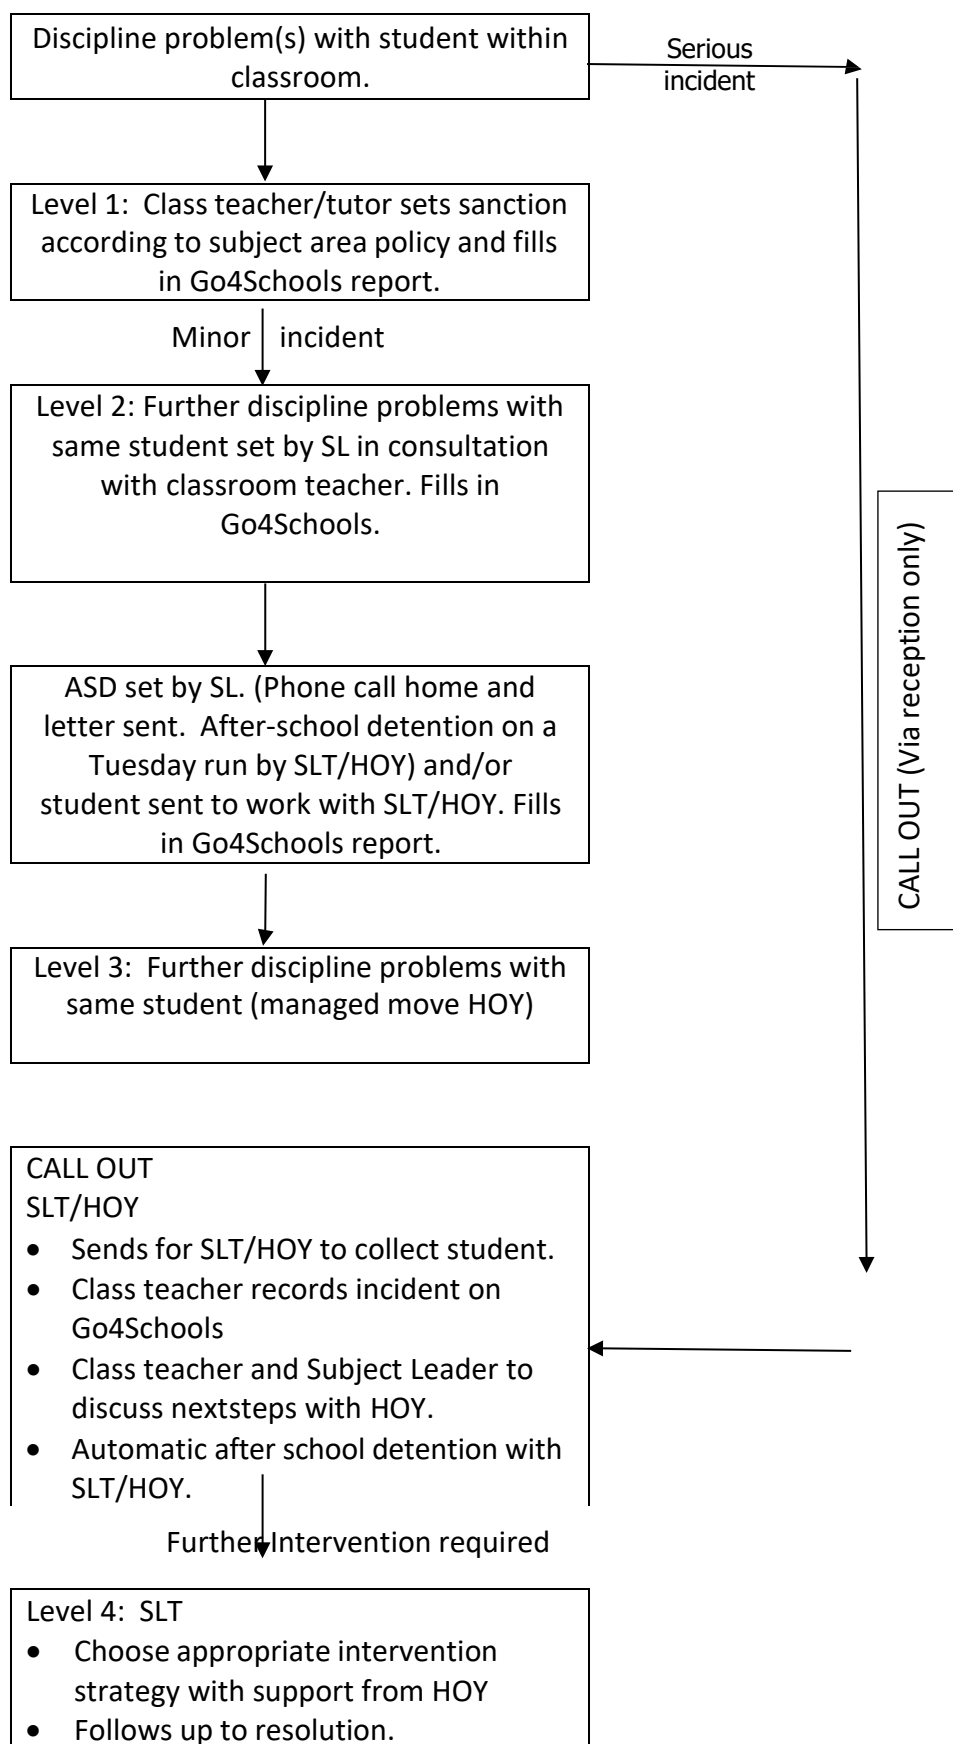 Discipline problem(s) with student within
classroom.
Serious
incident
Level 1:  Class teacher/tutor sets sanction
according to subject area policy and fills
in Go4Schools report.
Minor incident
Level 2: Further discipline problems with
same student set by SL in consultation
with classroom teacher. Fills in
Go4Schools.
CALL OUT (Via reception only)
ASD set by SL. (Phone call home and
letter sent.  After-school detention on a
Tuesday run by SLT/HOY) and/or
student sent to work with SLT/HOY. Fills
in Go4Schools report.
Level 3:  Further discipline problems with
same student (managed move HOY)
CALL OUT
SLT/HOY
• Sends for SLT/HOY to collect student.
• Class teacher records incident on
Go4Schools
• Class teacher and Subject Leader to
discuss nextsteps with HOY.
• Automatic after school detention with
SLT/HOY.
Further Intervention required
Level 4:  SLT
• Choose appropriate intervention
strategy with support from HOY
• Follows up to resolution.